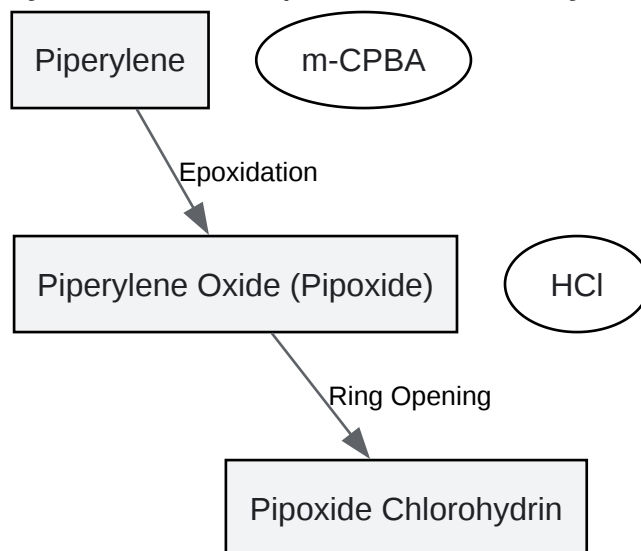 Piperylene
m-CPBA
Epoxidation
Piperylene Oxide (Pipoxide)
HCl
Ring Opening
Pipoxide Chlorohydrin